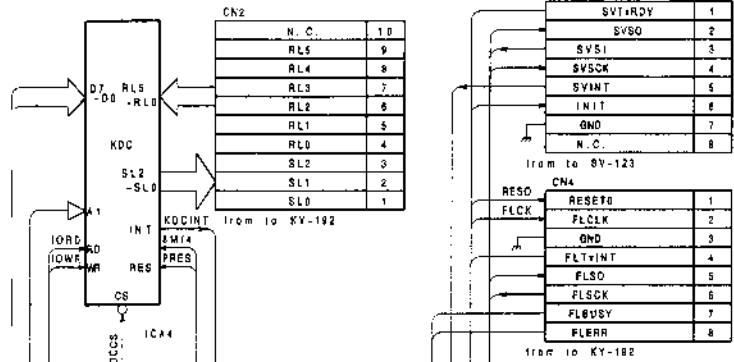 CN2
N.C. 10
RL5 9
RL4 8
RL3 7
RL2 6
RL1 5
RL0 4
SL2 3
SL1 2
SL0 1
from to KY-192
D7 -D0
RL5 -RL0
KDC
SL2 -SL0
A1
INT
KDCINT
8M/4
IORD
RD
IOWR
WR
RES
PRES
CS
ICA4
1
SVSO 2
SVSI 3
SVSCK 4
SVINT 5
INIT 6
GND 7
N.C. 8
from to SV-123
CN4
RESO
RESET0 1
FLCK
FLCLK 2
GND 3
4
FLSO 5
FLSCK 6
FLBUSY 7
FLERR 8
from to KY-192